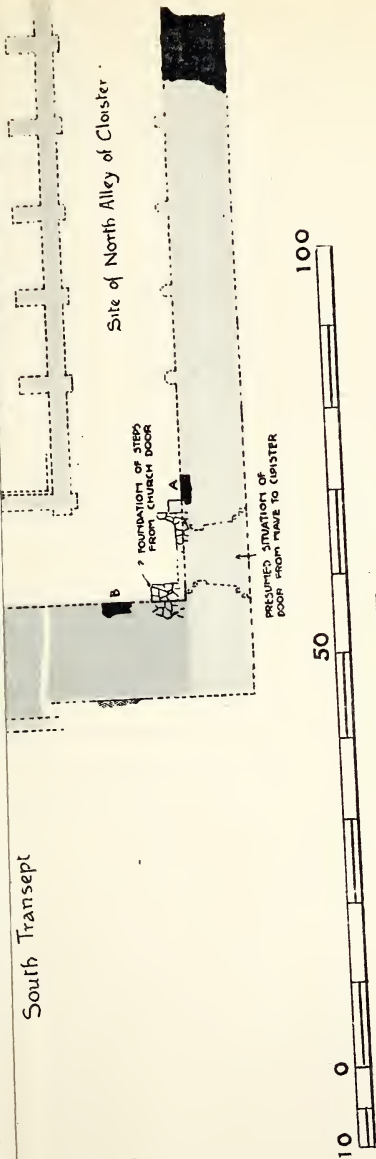 South Transept
Site of North Alley of Cloister
? FOUNDATION OF STEPS
FROM CHURCH DOOR
B
A
PRESUMED SITUATION OF
DOOR FROM NAVE TO CLOISTER
10 0 50 100